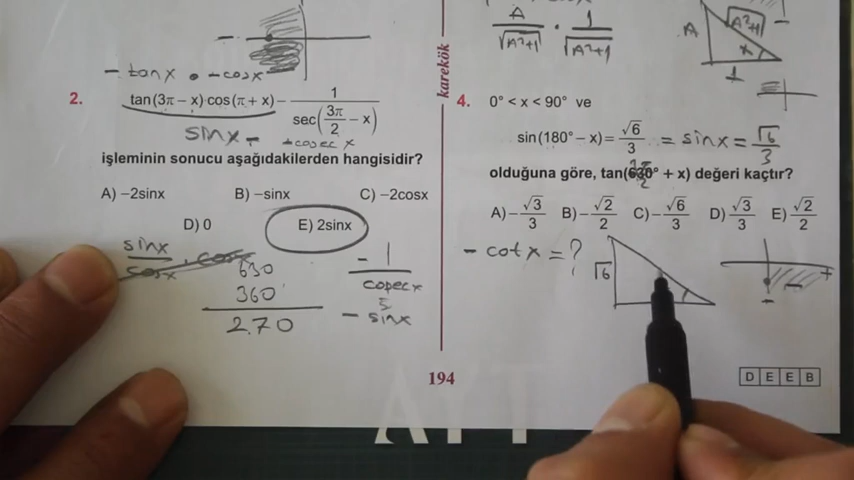 - tanx . -cosx
2. tan(3π – x) cos(π + x) – 1 / sec(3π/2 – x)
sinx - -cosec x
işleminin sonucu aşağıdakilerden hangisidir?
A) –2sinx B) –sinx C) –2cosx
D) 0 E) 2sinx
sinx / cosx . cosx
630
360
270
- 1 / cosec x
- sinx
karekök
A / √A²+1 . 1 / √A²+1
A √A²+1 x 1
4. 0° < x < 90° ve
sin(180° – x) = √6/3 = sinx = √6/3
olduğuna göre, tan(630° + x) değeri kaçtır?
A) –√3/3 B) –√2/2 C) –√6/3 D) √3/3 E) √2/2
- cotx = ? √6
194
D E E B
AYT